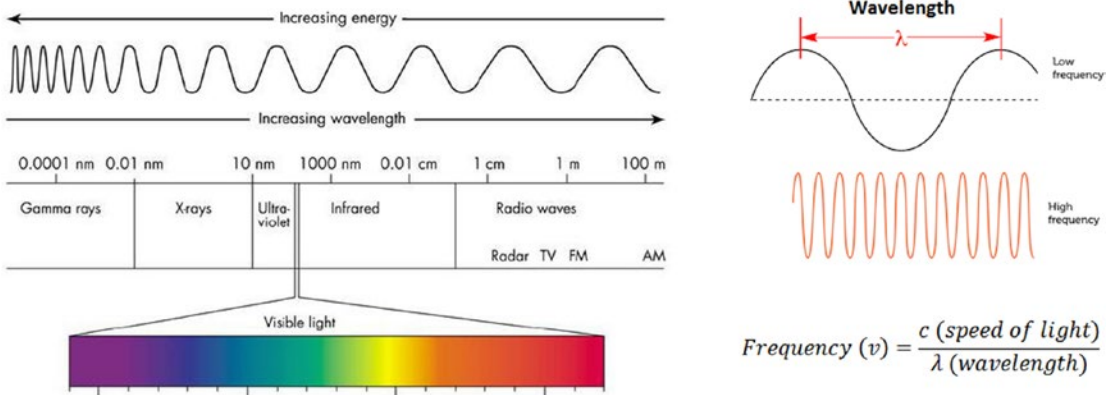 Increasing energy
Increasing wavelength
0.0001 nm 0.01 nm 10 nm 1000 nm 0.01 cm 1 cm 1 m 100 m
Gamma rays X-rays Ultra-
violet Infrared Radio waves
Radar TV FM AM
Visible light
Wavelength
λ
Low
frequency
High
frequency
Frequency (v) = c (speed of light)
λ (wavelength)